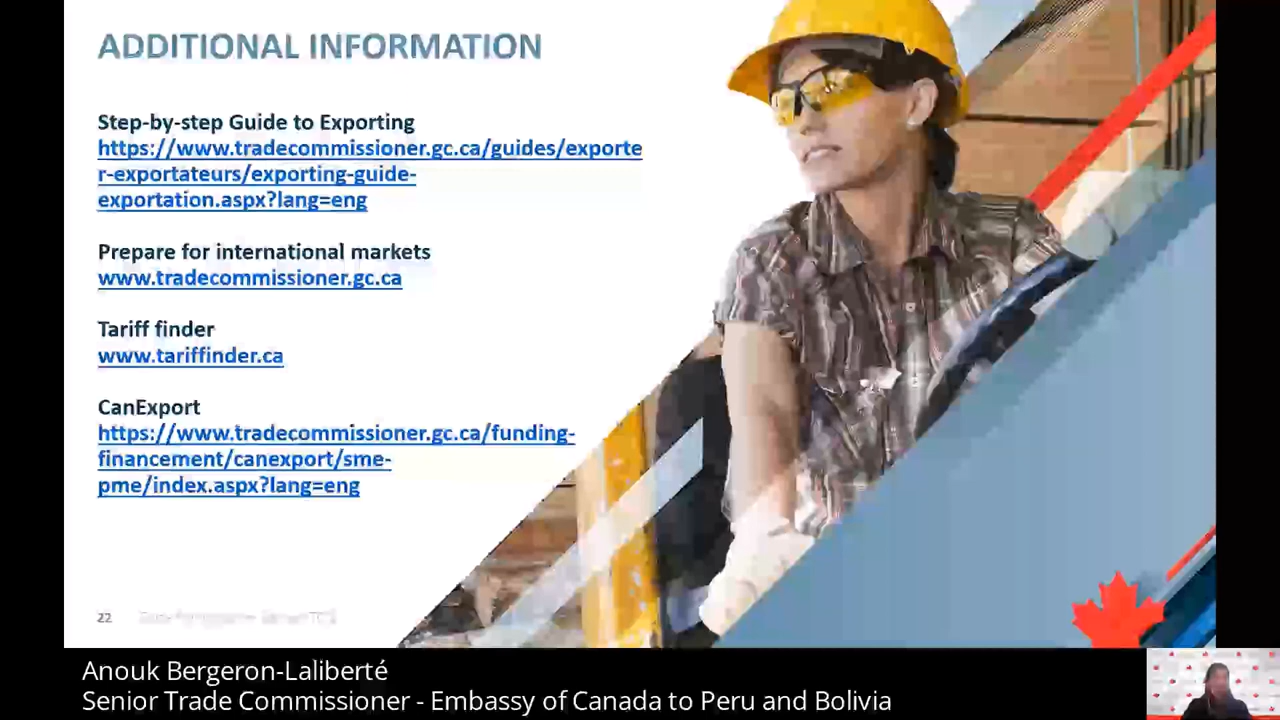 ADDITIONAL INFORMATION
Step-by-step Guide to Exporting
https://www.tradecommissioner.gc.ca/guides/exporte
r-exportateurs/exporting-guide-
exportation.aspx?lang=eng
Prepare for international markets
www.tradecommissioner.gc.ca
Tariff finder
www.tariffinder.ca
CanExport
https://www.tradecommissioner.gc.ca/funding-
financement/canexport/sme-
pme/index.aspx?lang=eng
22
Anouk Bergeron-Laliberté
Senior Trade Commissioner - Embassy of Canada to Peru and Bolivia